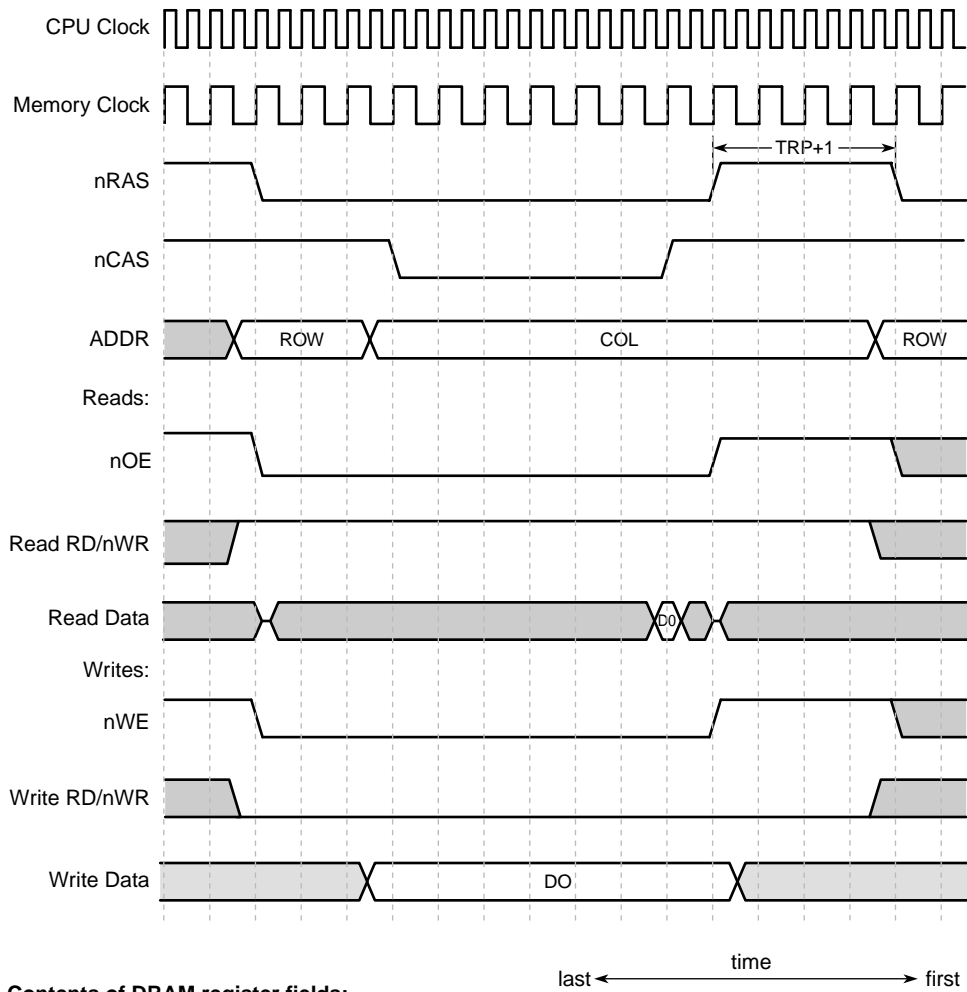 CPU Clock
Memory Clock
TRP+1
nRAS
nCAS
ADDR ROW COL ROW
Reads:
nOE
Read RD/nWR
Read Data D0
Writes:
nWE
Write RD/nWR
Write Data DO
time
last first
Contents of DRAM register fields: